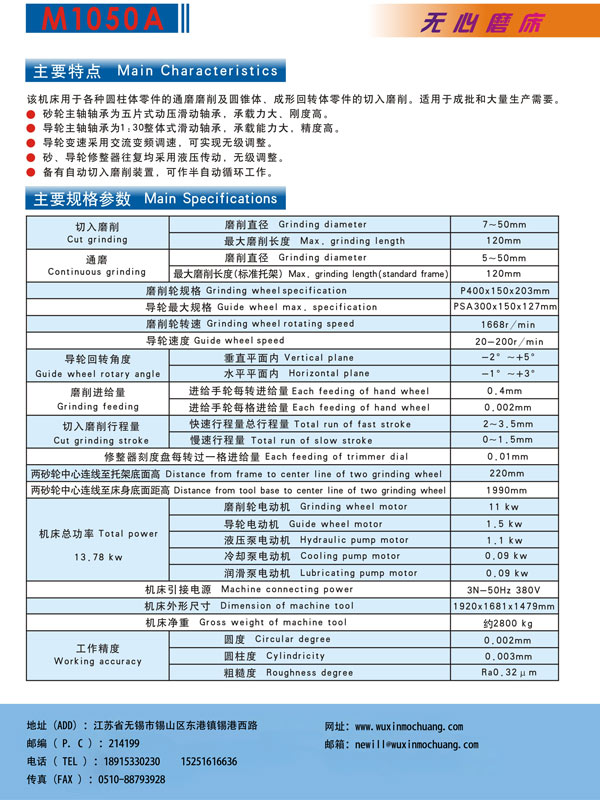 M1050A
无心磨床
主要特点 Main Characteristics
该机床用于各种圆柱体零件的通磨磨削及圆锥体、成形回转体零件的切入磨削。适用于成批和大量生产需要。
● 砂轮主轴轴承为五片式动压滑动轴承，承载力大、刚度高。
● 导轮主轴轴承为1:30整体式滑动轴承，承载能力大，精度高。
● 导轮变速采用交流变频调速，可实现无级调整。
● 砂、导轮修整器往复均采用液压传动，无级调整。
● 备有自动切入磨削装置，可作半自动循环工作。
主要规格参数 Main Specifications
切入磨削 Cut grinding
磨削直径 Grinding diameter 7~50mm
最大磨削长度 Max. grinding length 120mm
通磨 Continuous grinding
磨削直径 Grinding diameter 5~50mm
最大磨削长度(标准托架) Max. grinding length(standard frame) 120mm
磨削轮规格 Grinding wheel specification P400x150x203mm
导轮最大规格 Guide wheel max. specification PSA300x150x127mm
磨削轮转速 Grinding wheel rotating speed 1668r/min
导轮速度 Guide wheel speed 20-200r/min
导轮回转角度 Guide wheel rotary angle
垂直平面内 Vertical plane -2° ~+5°
水平平面内 Horizontal plane -1° ~+3°
磨削进给量 Grinding feeding
进给手轮每转进给量 Each feeding of hand wheel 0.4mm
进给手轮每格进给量 Each feeding of hand wheel 0.002mm
切入磨削行程量 Cut grinding stroke
快速行程量总行程量 Total run of fast stroke 2~3.5mm
慢速行程量 Total run of slow stroke 0~1.5mm
修整器刻度盘每转过一格进给量 Each feeding of trimmer dial 0.01mm
两砂轮中心连线至托架底面高 Distance from frame to center line of two grinding wheel 220mm
两砂轮中心连线至床身底面距高 Distance from tool base to center line of two grinding wheel 1990mm
机床总功率 Total power
13.78 kw
磨削轮电动机 Grinding wheel motor 11 kw
导轮电动机 Guide wheel motor 1.5 kw
液压泵电动机 Hydraulic pump motor 1.1 kw
冷却泵电动机 Cooling pump motor 0.09 kw
润滑泵电动机 Lubricating pump motor 0.09 kw
机床引接电源 Machine connecting power 3N-50Hz 380V
机床外形尺寸 Dimension of machine tool 1920x1681x1479mm
机床净重 Gross weight of machine tool 约2800 kg
工作精度 Working accuracy
圆度 Circular degree 0.002mm
圆柱度 Cylindricity 0.003mm
粗糙度 Roughness degree Ra0.32μm
地址 (ADD)：江苏省无锡市锡山区东港镇锡港西路
邮编 ( P. C )：214199
电话 ( TEL )：18915330230 15251616636
传真 (FAX )：0510-88793928
网址：www.wuxinmochuang.com
邮箱：newill@wuxinmochuang.com